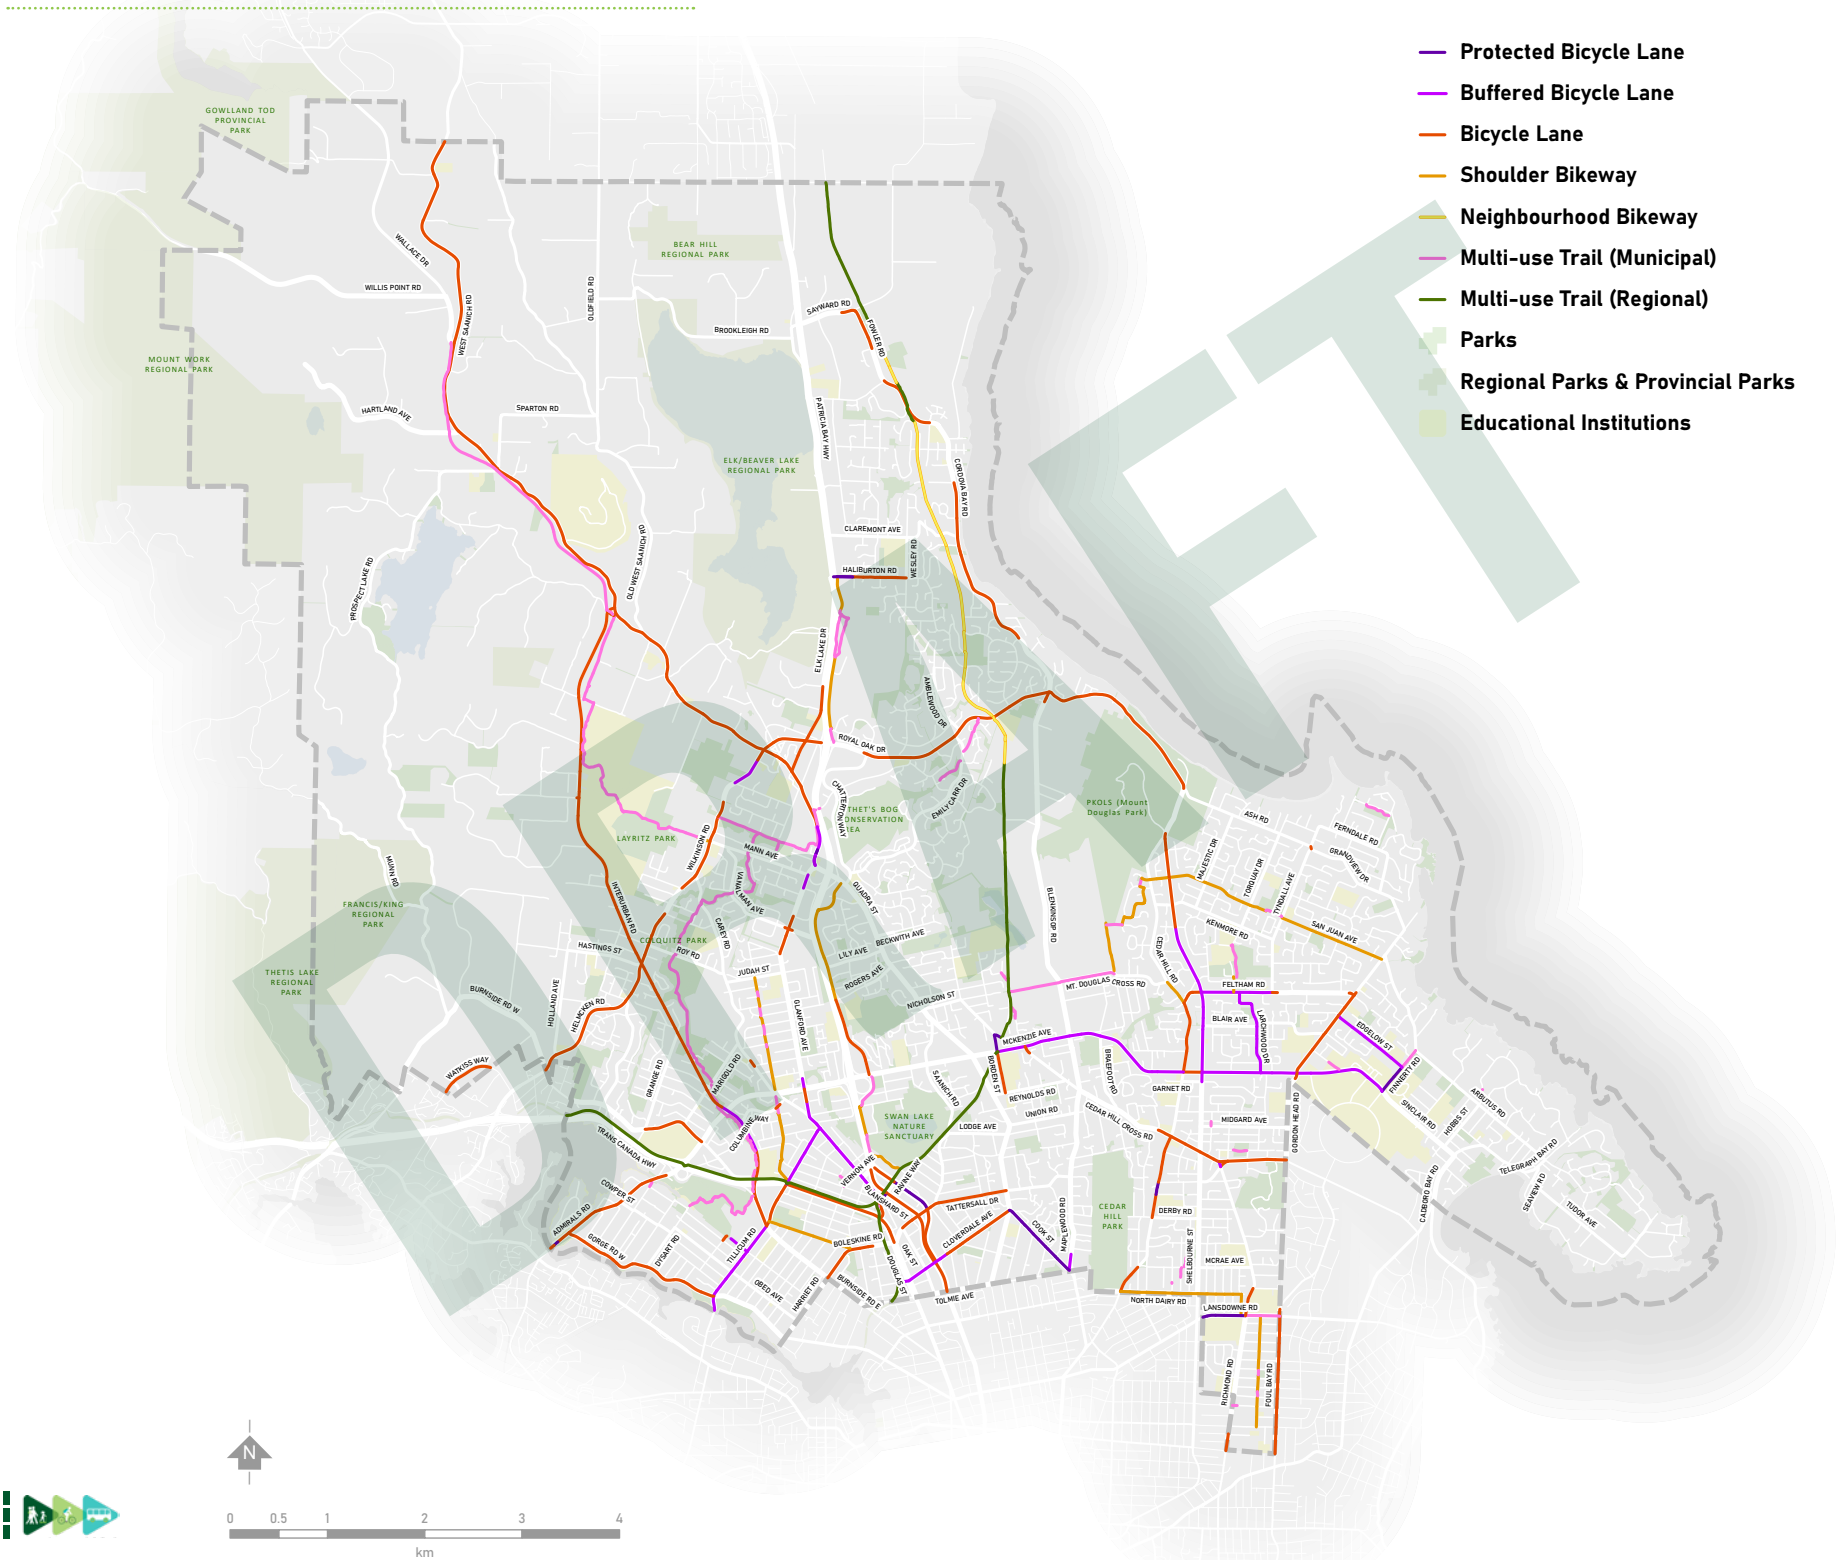 Protected Bicycle Lane
Buffered Bicycle Lane
Bicycle Lane
Shoulder Bikeway
Neighbourhood Bikeway
Multi-use Trail (Municipal)
Multi-use Trail (Regional)
Parks
Regional Parks & Provincial Parks
Educational Institutions
GOWLLAND TOD
PROVINCIAL
PARK
BEAR HILL
REGIONAL PARK
WALLACE DR
WILLIS POINT RD
WEST SAANICH RD
OLDFIELD RD
SAYWARD RD
BROOKLEIGH RD
FOWLER RD
MOUNT WORK
REGIONAL PARK
HARTLAND AVE
SPARTON RD
PATRICIA BAY HWY
ELK/BEAVER LAKE
REGIONAL PARK
CORDOVA BAY RD
CLAREMONT AVE
WESLEY RD
HALIBURTON RD
OLD WEST SAANICH RD
PROSPECT LAKE RD
ELK LAKE DR
AMBLEWOOD DR
ROYAL OAK DR
CHATTERTON WAY
EMILY CARR DR
THET'S BOG
CONSERVATION
EA
PKOLS (Mount
Douglas Park)
LAYRITZ PARK
WILKINSON RD
MANN AVE
VANALMAN AVE
QUADRA ST
MUNN RD
INTERURBAN RD
FRANCIS/KING
REGIONAL
PARK
COLQUITZ PARK
HASTINGS ST
ROY RD
CAREY RD
LILY AVE
BECKWITH AVE
ROGERS AVE
BLENKINSOP RD
ASH RD
FERNDALE RD
GRANDVIEW DR
MAJESTIC DR
TORQUAY DR
TYNDALL AVE
KENMORE RD
SAN JUAN AVE
CEDAR HILL RD
THETIS LAKE
REGIONAL
PARK
JUDAH ST
BURNSIDE RD W
HOLLAND AVE
HELMCKEN RD
GLANFORD AVE
NICHOLSON ST
MT. DOUGLAS CROSS RD
FELTHAM RD
BLAIR AVE
LARCHWOOD DR
EDGELOW ST
MCKENZIE AVE
WATKISS WAY
GRANGE RD
MARIGOLD RD
SAANICH RD
BORDEN ST
BRAEFOOT RD
GARNET RD
FINNERTY RD
REYNOLDS RD
UNION RD
CEDAR HILL CROSS RD
MIDGARD AVE
GORDON HEAD RD
SINCLAIR RD
HOBBS ST
ARBUTUS RD
COLUMBINE WAY
SWAN LAKE
NATURE
SANCTUARY
LODGE AVE
TRANS CANADA HWY
VERNON AVE
RAVINE WAY
TELEGRAPH BAY RD
CADBORO BAY RD
SEAVIEW RD
TUDOR AVE
COWPER ST
ADMIRALS RD
BLANSHARD ST
TATTERSALL DR
CEDAR
HILL
PARK
DERBY RD
MAPLEWOOD RD
COOK ST
CLOVERDALE AVE
GORGE RD W
DYSART RD
TILLICUM RD
BOLESKINE RD
OAK ST
DOUGLAS ST
SHELBOURNE ST
MCRAE AVE
OBED AVE
HARRIET RD
BURNSIDE RD E
TOLMIE AVE
NORTH DAIRY RD
LANSDOWNE RD
RICHMOND RD
FOUL BAY RD
DRAFT
N
0 0.5 1 2 3 4
km